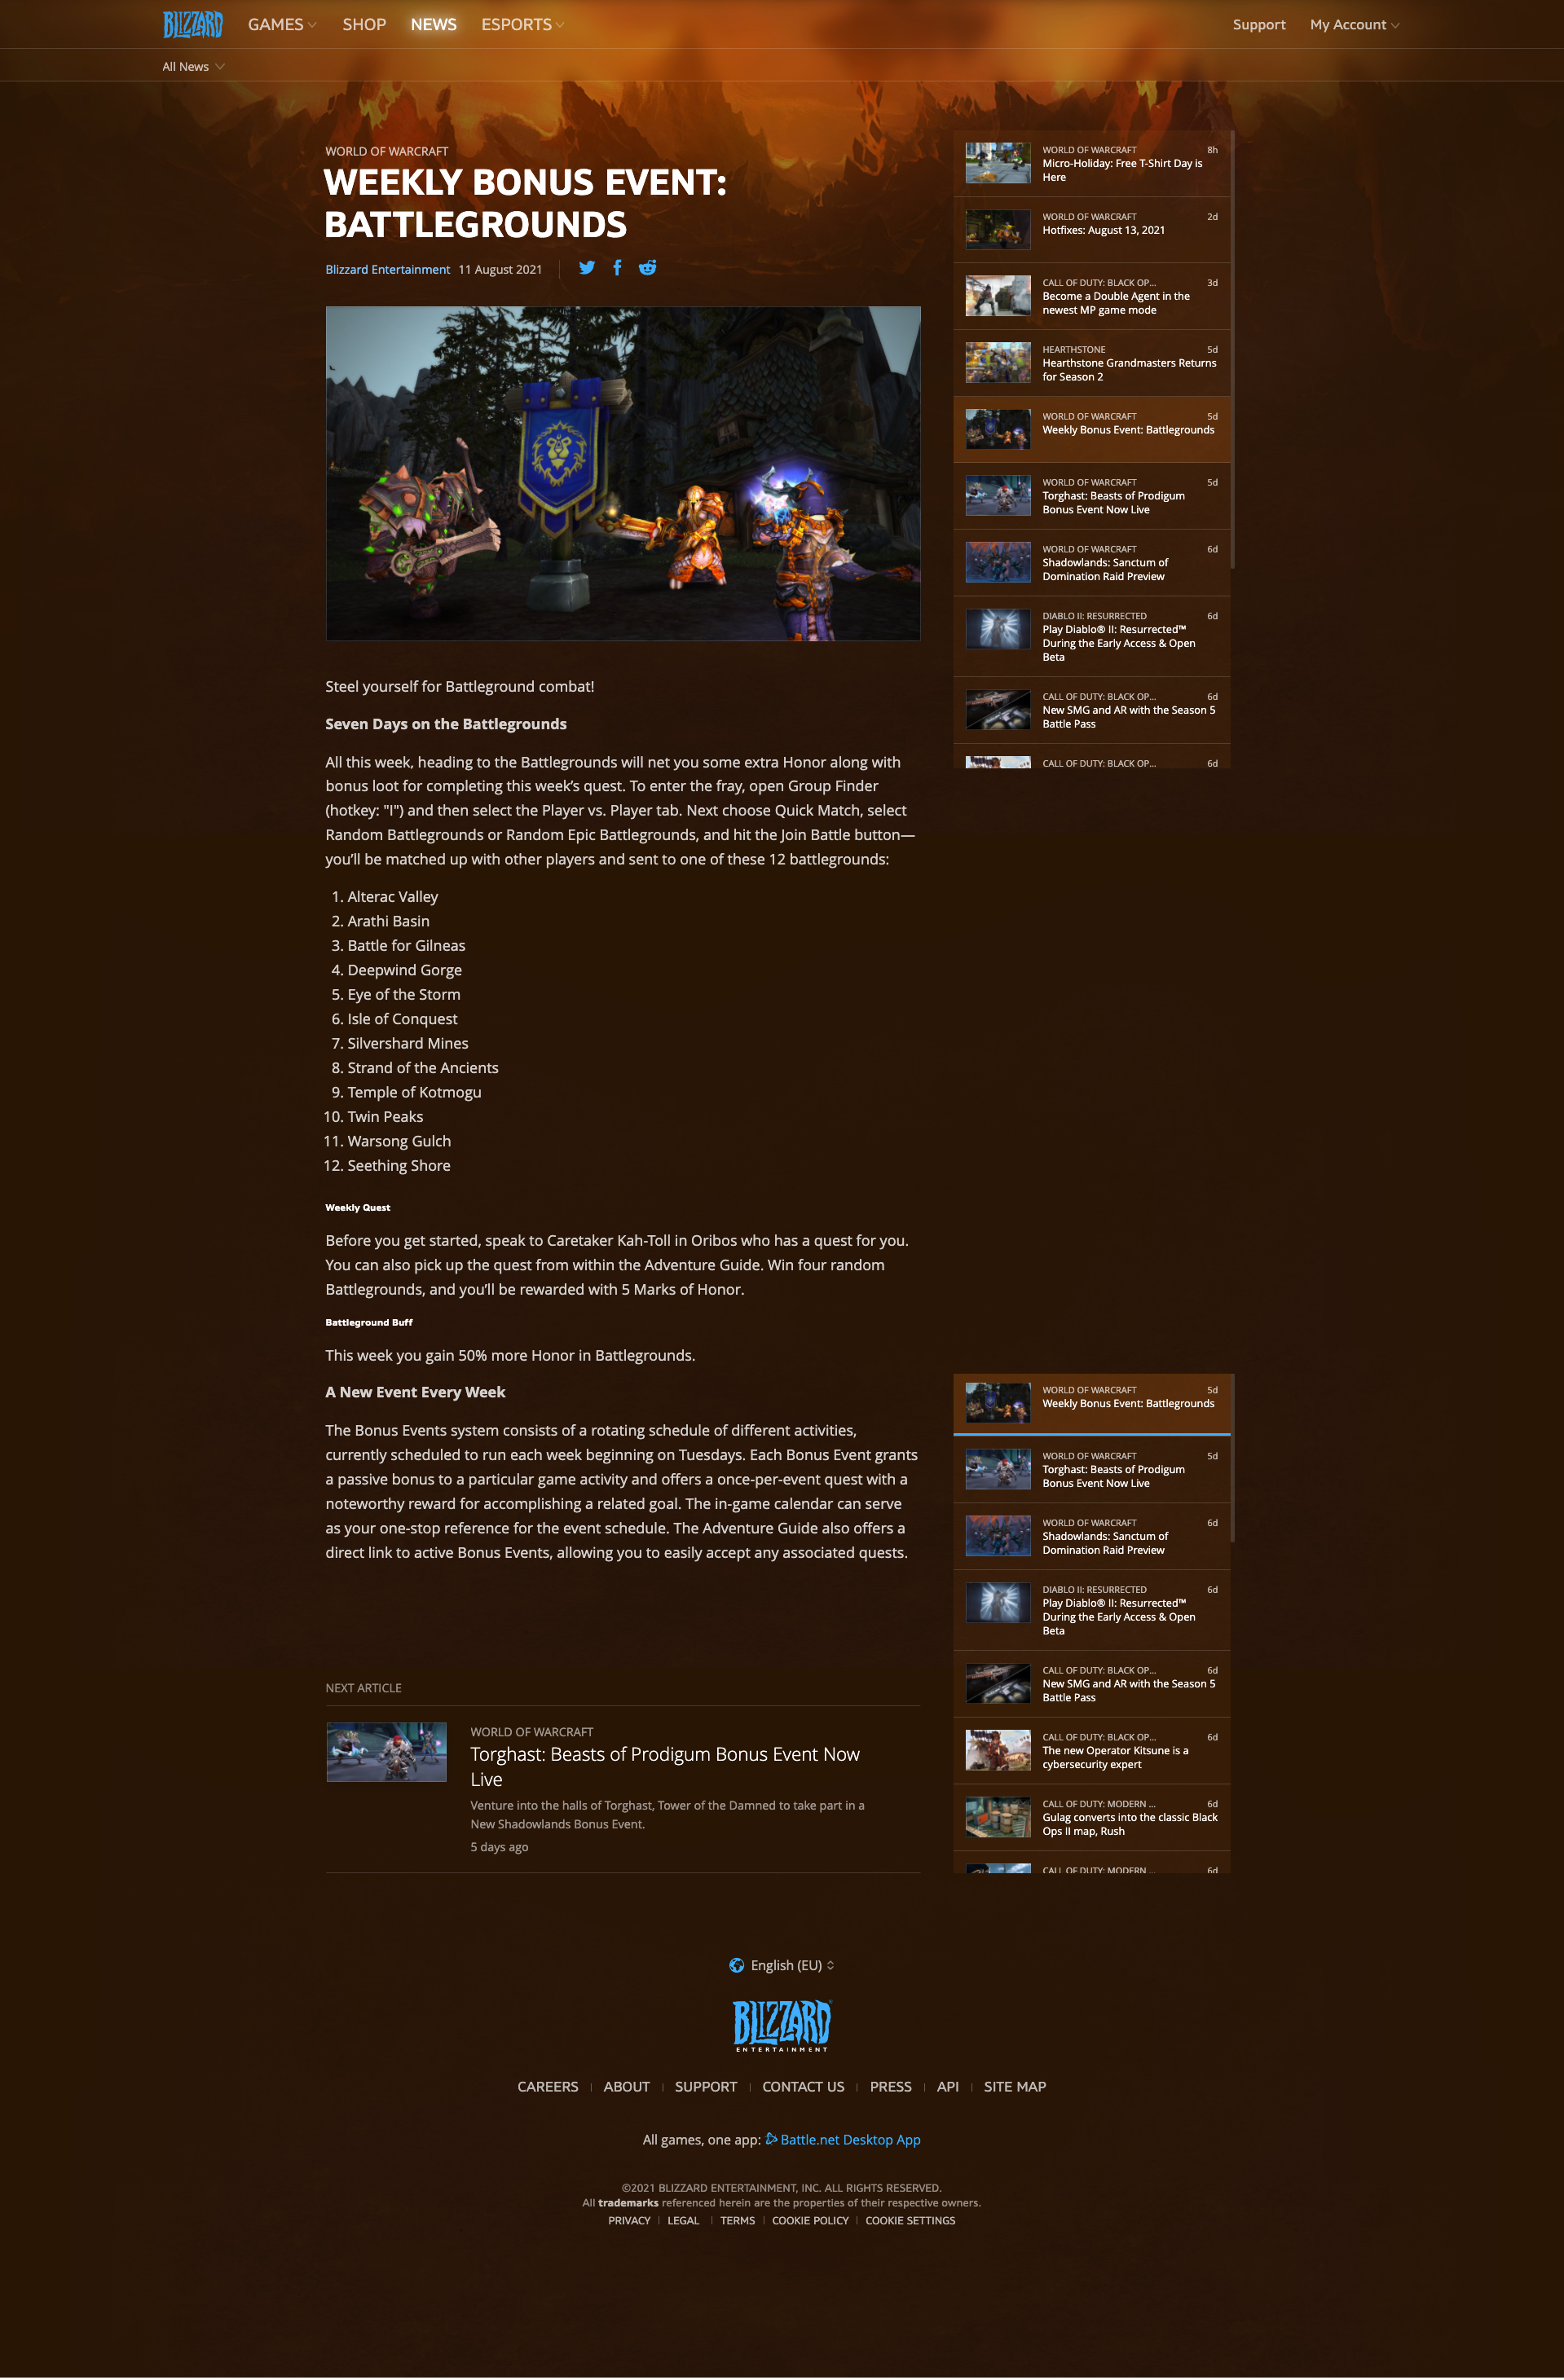 BLIZZARD
GAMES
SHOP
NEWS
ESPORTS
Support
My Account
All News
WORLD OF WARCRAFT
WEEKLY BONUS EVENT:
BATTLEGROUNDS
Blizzard Entertainment 11 August 2021
Steel yourself for Battleground combat!
Seven Days on the Battlegrounds
All this week, heading to the Battlegrounds will net you some extra Honor along with
bonus loot for completing this week’s quest. To enter the fray, open Group Finder
(hotkey: "I") and then select the Player vs. Player tab. Next choose Quick Match, select
Random Battlegrounds or Random Epic Battlegrounds, and hit the Join Battle button—
you’ll be matched up with other players and sent to one of these 12 battlegrounds:
1. Alterac Valley
2. Arathi Basin
3. Battle for Gilneas
4. Deepwind Gorge
5. Eye of the Storm
6. Isle of Conquest
7. Silvershard Mines
8. Strand of the Ancients
9. Temple of Kotmogu
10. Twin Peaks
11. Warsong Gulch
12. Seething Shore
Weekly Quest
Before you get started, speak to Caretaker Kah-Toll in Oribos who has a quest for you.
You can also pick up the quest from within the Adventure Guide. Win four random
Battlegrounds, and you’ll be rewarded with 5 Marks of Honor.
Battleground Buff
This week you gain 50% more Honor in Battlegrounds.
A New Event Every Week
The Bonus Events system consists of a rotating schedule of different activities,
currently scheduled to run each week beginning on Tuesdays. Each Bonus Event grants
a passive bonus to a particular game activity and offers a once-per-event quest with a
noteworthy reward for accomplishing a related goal. The in-game calendar can serve
as your one-stop reference for the event schedule. The Adventure Guide also offers a
direct link to active Bonus Events, allowing you to easily accept any associated quests.
NEXT ARTICLE
WORLD OF WARCRAFT
Torghast: Beasts of Prodigum Bonus Event Now
Live
Venture into the halls of Torghast, Tower of the Damned to take part in a
New Shadowlands Bonus Event.
5 days ago
WORLD OF WARCRAFT 8h
Micro-Holiday: Free T-Shirt Day is
Here
WORLD OF WARCRAFT 2d
Hotfixes: August 13, 2021
CALL OF DUTY: BLACK OP... 3d
Become a Double Agent in the
newest MP game mode
HEARTHSTONE 5d
Hearthstone Grandmasters Returns
for Season 2
WORLD OF WARCRAFT 5d
Weekly Bonus Event: Battlegrounds
WORLD OF WARCRAFT 5d
Torghast: Beasts of Prodigum
Bonus Event Now Live
WORLD OF WARCRAFT 6d
Shadowlands: Sanctum of
Domination Raid Preview
DIABLO II: RESURRECTED 6d
Play Diablo® II: Resurrected™
During the Early Access & Open
Beta
CALL OF DUTY: BLACK OP... 6d
New SMG and AR with the Season 5
Battle Pass
CALL OF DUTY: BLACK OP... 6d
WORLD OF WARCRAFT 5d
Weekly Bonus Event: Battlegrounds
WORLD OF WARCRAFT 5d
Torghast: Beasts of Prodigum
Bonus Event Now Live
WORLD OF WARCRAFT 6d
Shadowlands: Sanctum of
Domination Raid Preview
DIABLO II: RESURRECTED 6d
Play Diablo® II: Resurrected™
During the Early Access & Open
Beta
CALL OF DUTY: BLACK OP... 6d
New SMG and AR with the Season 5
Battle Pass
CALL OF DUTY: BLACK OP... 6d
The new Operator Kitsune is a
cybersecurity expert
CALL OF DUTY: MODERN ... 6d
Gulag converts into the classic Black
Ops II map, Rush
CALL OF DUTY: MODERN ... 6d
English (EU)
BLIZZARD
ENTERTAINMENT
CAREERS | ABOUT | SUPPORT | CONTACT US | PRESS | API | SITE MAP
All games, one app: Battle.net Desktop App
©2021 BLIZZARD ENTERTAINMENT, INC. ALL RIGHTS RESERVED.
All trademarks referenced herein are the properties of their respective owners.
PRIVACY | LEGAL | TERMS | COOKIE POLICY | COOKIE SETTINGS